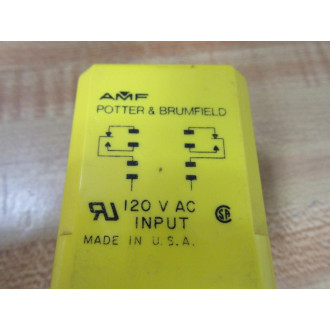 AMF
POTTER & BRUMFIELD
120 V AC
INPUT
MADE IN U.S.A.